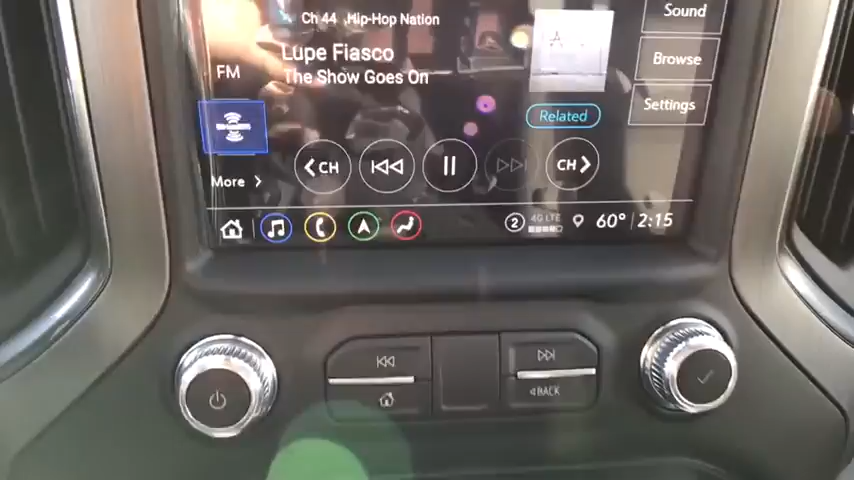 Ch 44 Hip-Hop Nation
Lupe Fiasco
The Show Goes On
FM
Sound
Browse
Settings
Related
CH
CH
More
2
4G LTE
60°
2:15
BACK